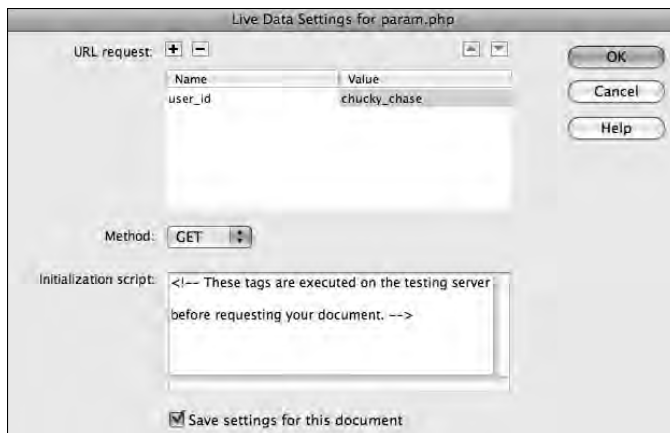 Live Data Settings for param.php
URL request:
OK
Name Value
user_id chucky_chase
Cancel
Help
Method: GET
Initialization script: <!-- These tags are executed on the testing server
before requesting your document. -->
Save settings for this document